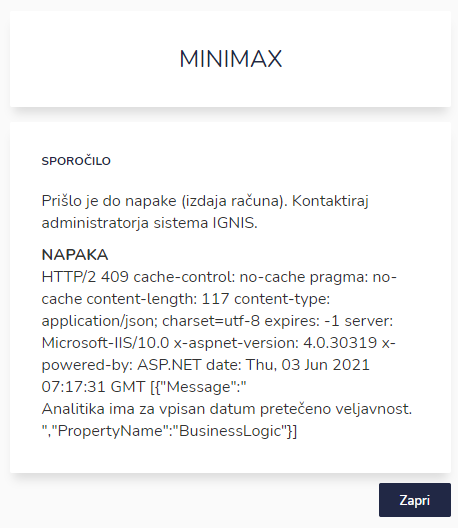 MINIMAX
SPOROČILO
Prišlo je do napake (izdaja računa). Kontaktiraj
administratorja sistema IGNIS.
NAPAKA
HTTP/2 409 cache-control: no-cache pragma: no-
cache content-length: 117 content-type:
application/json; charset=utf-8 expires: -1 server:
Microsoft-IIS/10.0 x-aspnet-version: 4.0.30319 x-
powered-by: ASP.NET date: Thu, 03 Jun 2021
07:17:31 GMT [{"Message":"
Analitika ima za vpisan datum pretečeno veljavnost.
","PropertyName":"BusinessLogic"}]
Zapri